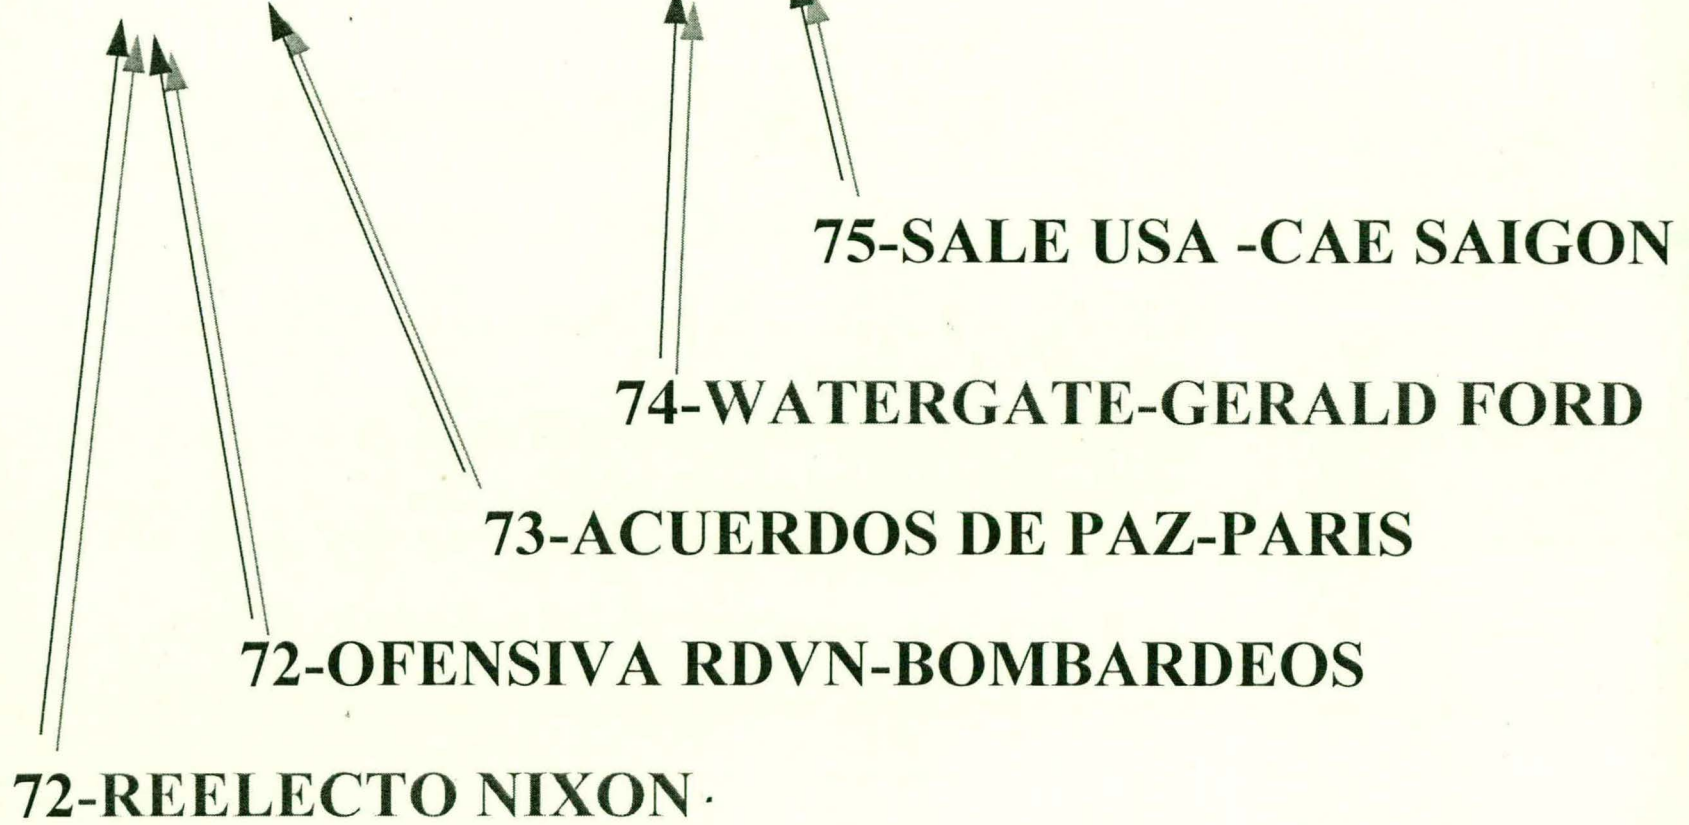 75-SALE USA -CAE SAIGON
74-WATERGATE-GERALD FORD
73-ACUERDOS DE PAZ-PARIS
72-OFENSIVA RDVN-BOMBARDEOS
72-REELECTO NIXON